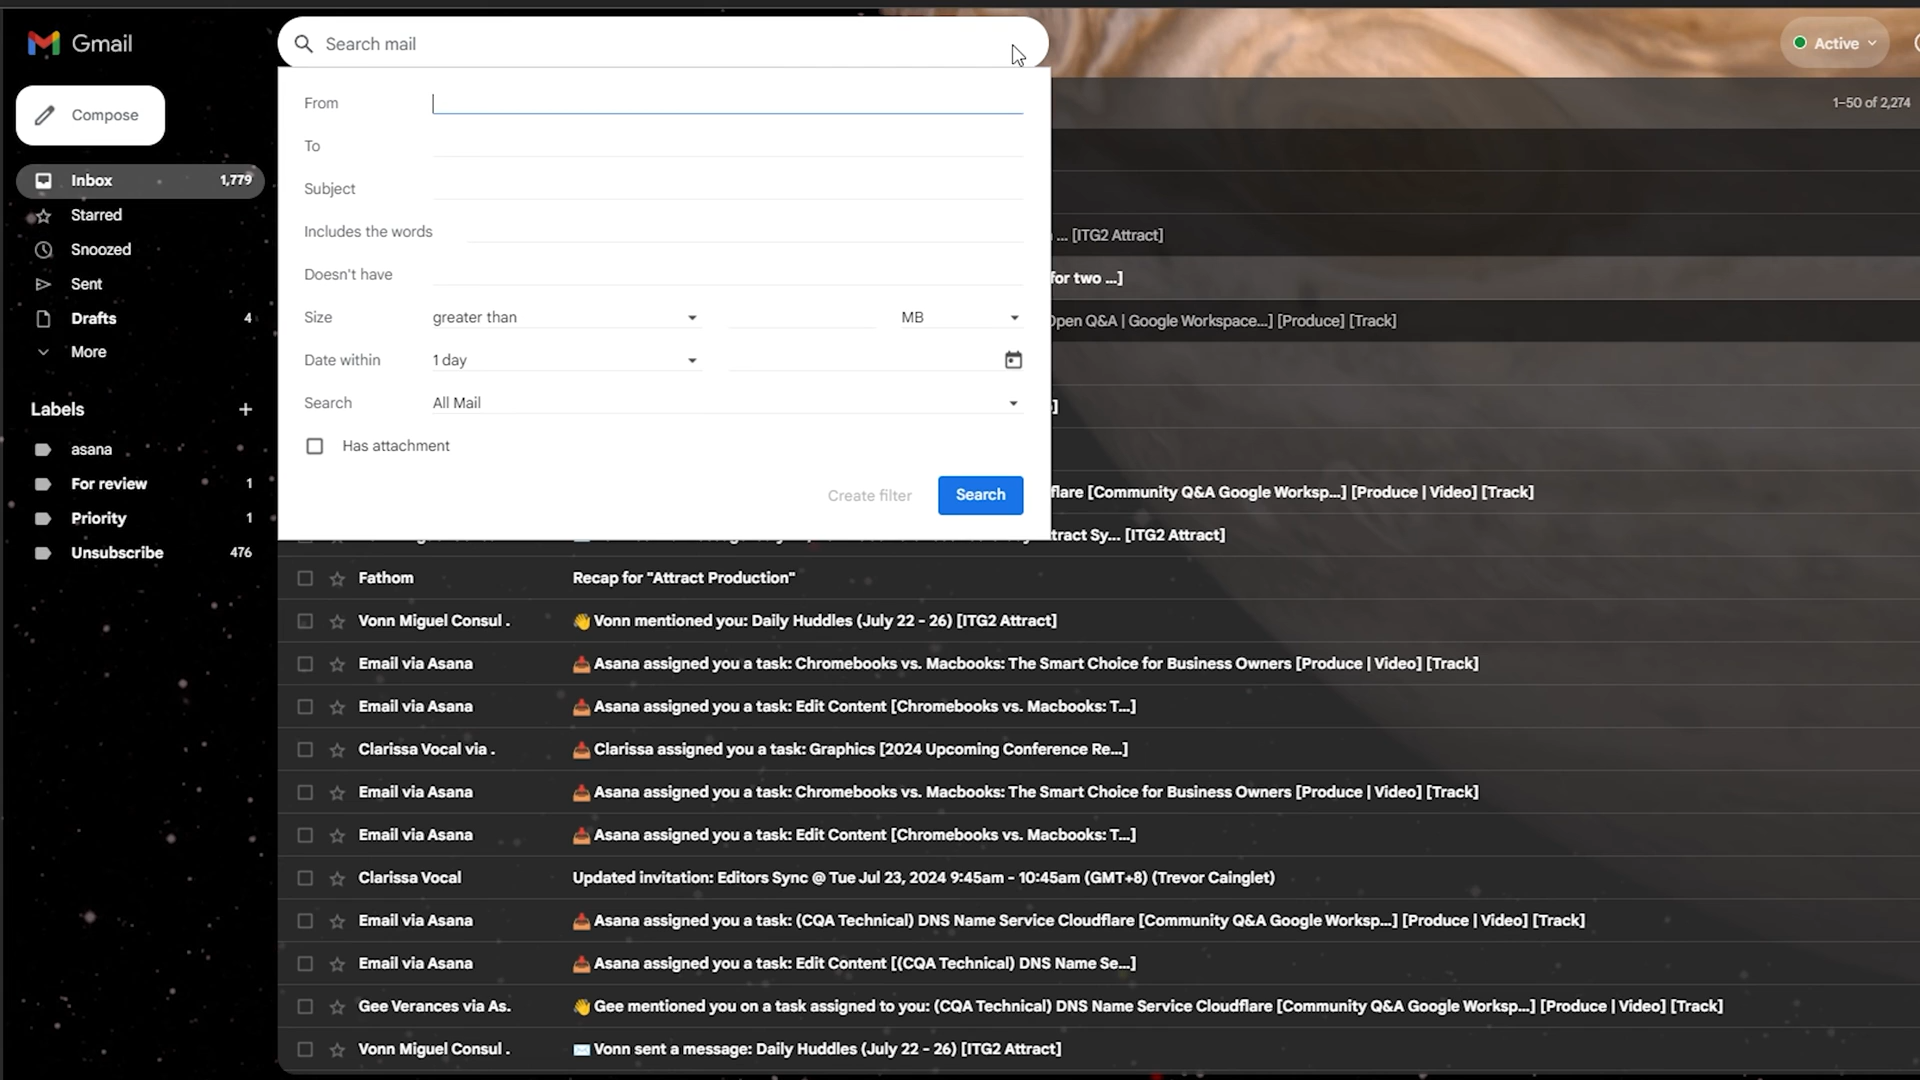 Gmail
Search mail
Active
Compose
1–50 of 2,274
Inbox 1,779
Starred
Snoozed
Sent
Drafts 4
More
Labels
asana
For review 1
Priority 1
Unsubscribe 476
From
To
Subject
Includes the words
Doesn't have
Size greater than MB
Date within 1 day
Search All Mail
Has attachment
Create filter Search
... [ITG2 Attract]
for two ...]
Open Q&A | Google Workspace...] [Produce] [Track]
flare [Community Q&A Google Worksp...] [Produce | Video] [Track]
tract Sy... [ITG2 Attract]
Fathom Recap for "Attract Production"
Vonn Miguel Consul . 👋 Vonn mentioned you: Daily Huddles (July 22 - 26) [ITG2 Attract]
Email via Asana 📥 Asana assigned you a task: Chromebooks vs. Macbooks: The Smart Choice for Business Owners [Produce | Video] [Track]
Email via Asana 📥 Asana assigned you a task: Edit Content [Chromebooks vs. Macbooks: T...]
Clarissa Vocal via . 📥 Clarissa assigned you a task: Graphics [2024 Upcoming Conference Re...]
Email via Asana 📥 Asana assigned you a task: Chromebooks vs. Macbooks: The Smart Choice for Business Owners [Produce | Video] [Track]
Email via Asana 📥 Asana assigned you a task: Edit Content [Chromebooks vs. Macbooks: T...]
Clarissa Vocal Updated invitation: Editors Sync @ Tue Jul 23, 2024 9:45am - 10:45am (GMT+8) (Trevor Cainglet)
Email via Asana 📥 Asana assigned you a task: (CQA Technical) DNS Name Service Cloudflare [Community Q&A Google Worksp...] [Produce | Video] [Track]
Email via Asana 📥 Asana assigned you a task: Edit Content [(CQA Technical) DNS Name Se...]
Gee Verances via As. 👋 Gee mentioned you on a task assigned to you: (CQA Technical) DNS Name Service Cloudflare [Community Q&A Google Worksp...] [Produce | Video] [Track]
Vonn Miguel Consul . ✉️ Vonn sent a message: Daily Huddles (July 22 - 26) [ITG2 Attract]